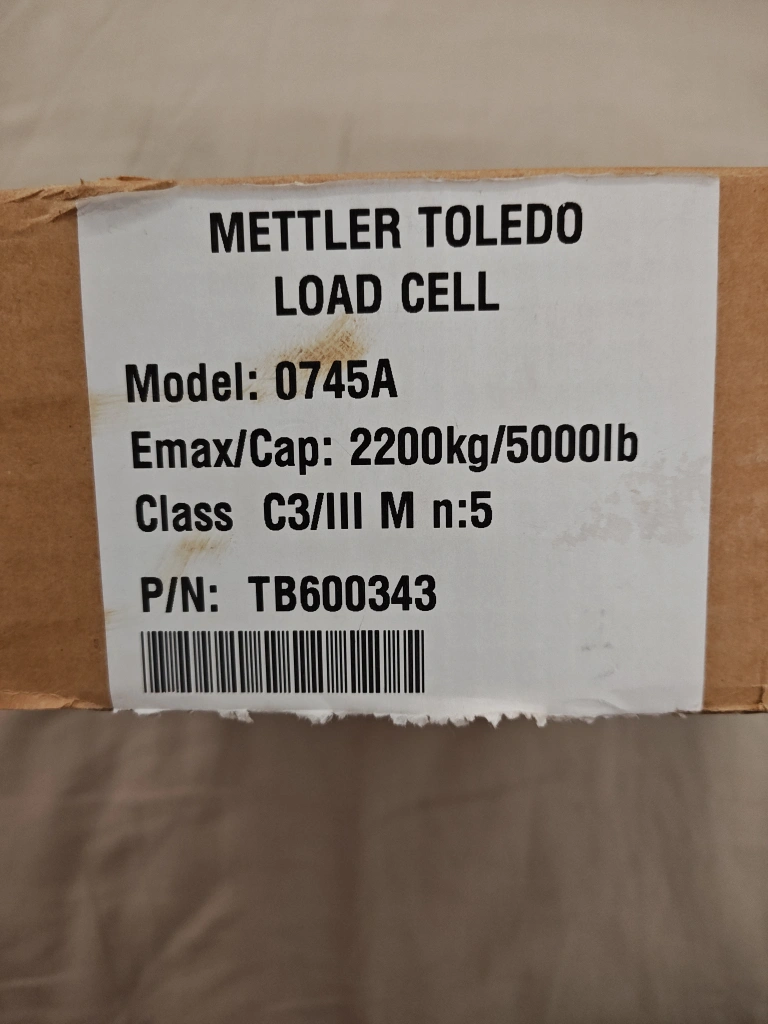 METTLER TOLEDO
LOAD CELL
Model: 0745A
Emax/Cap: 2200kg/5000lb
Class C3/III M n:5
P/N: TB600343